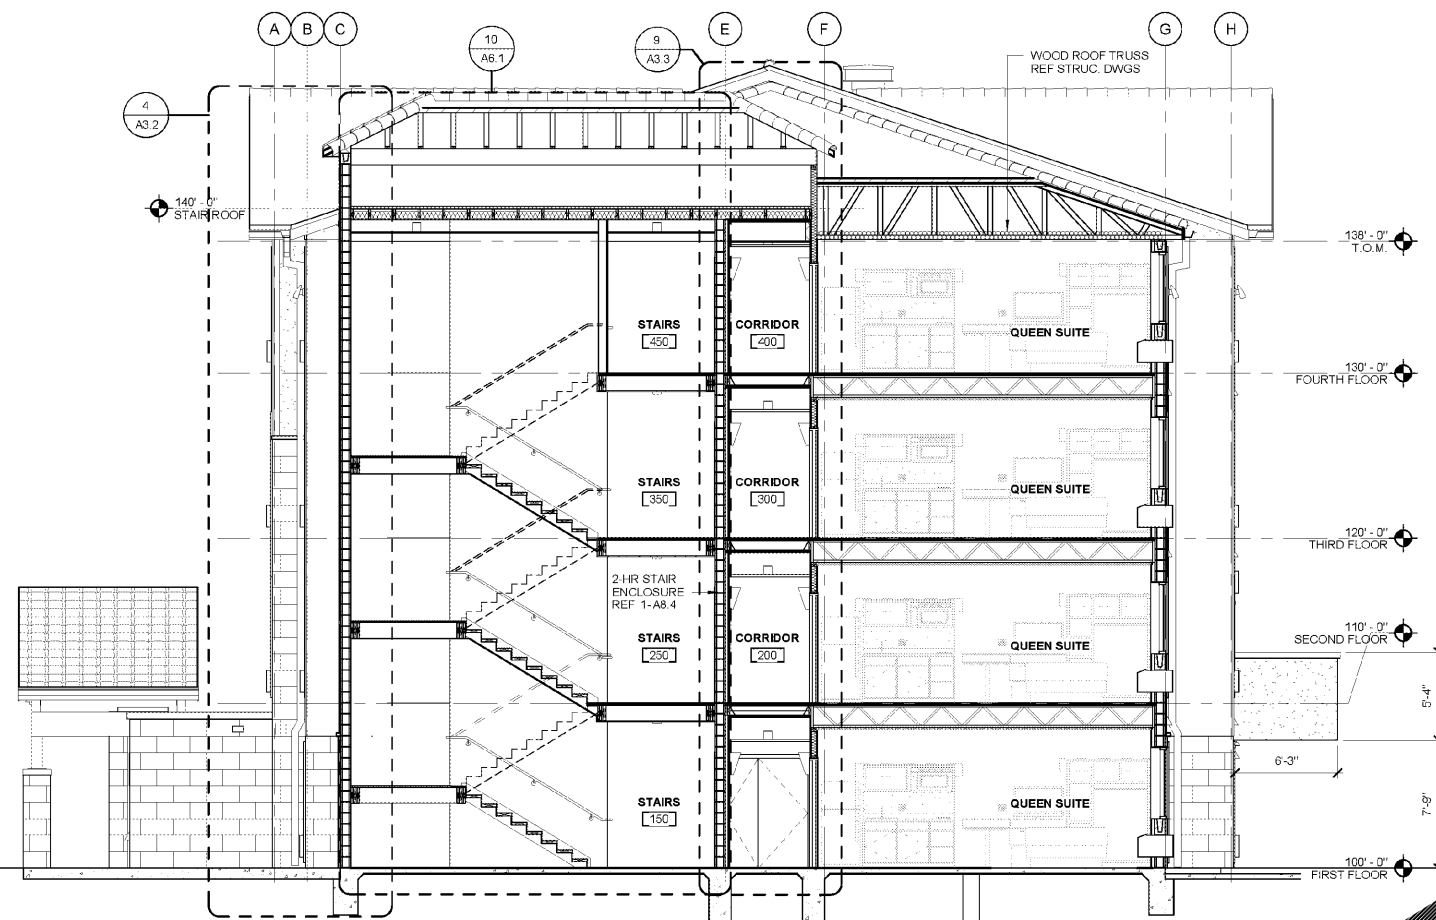 A
B
C
E
F
G
H
10
A6.1
9
A3.3
4
A3.2
WOOD ROOF TRUSS
REF STRUC. DWGS
140' - 0"
STAIR ROOF
138' - 0"
T.O.M.
STAIRS
450
CORRIDOR
400
QUEEN SUITE
130' - 0"
FOURTH FLOOR
STAIRS
350
CORRIDOR
300
QUEEN SUITE
120' - 0"
THIRD FLOOR
2-HR STAIR
ENCLOSURE
REF 1-A8.4
STAIRS
250
CORRIDOR
200
QUEEN SUITE
110' - 0"
SECOND FLOOR
5'-4"
6'-3"
7'-8"
STAIRS
150
QUEEN SUITE
100' - 0"
FIRST FLOOR